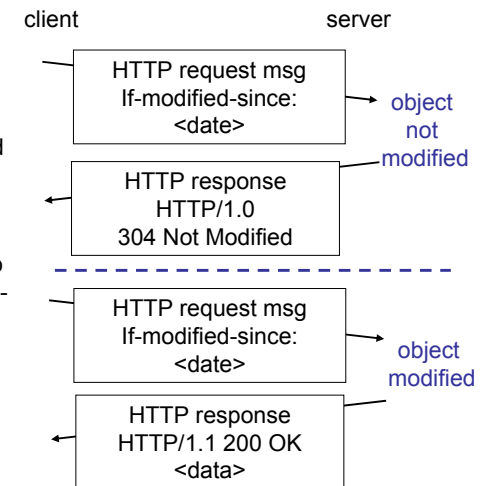 client server
HTTP request msg
If-modified-since:
<date>
object
not
modified
HTTP response
HTTP/1.0
304 Not Modified
HTTP request msg
If-modified-since:
<date>
object
modified
HTTP response
HTTP/1.1 200 OK
<data>